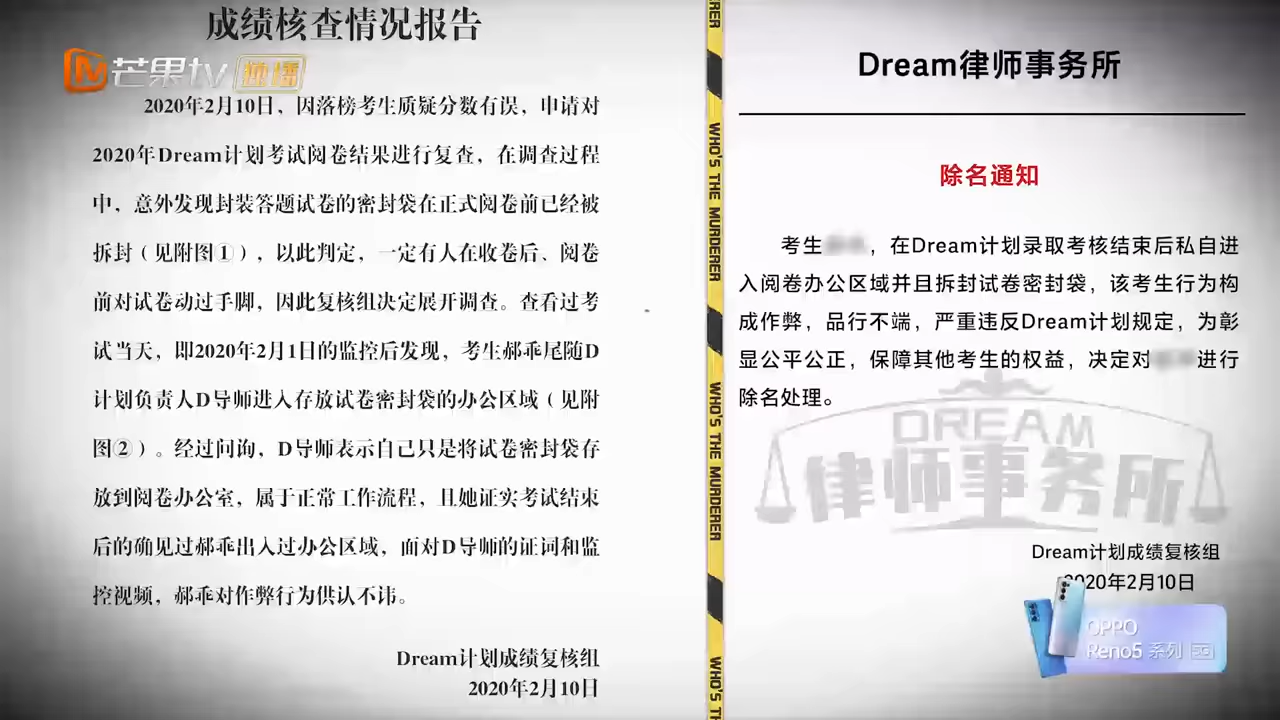 成绩核查情况报告
芒果tv 独播
2020年2月10日，因落榜考生质疑分数有误，申请对
2020年Dream计划考试阅卷结果进行复查，在调查过程
中，意外发现封装答题试卷的密封袋在正式阅卷前已经被
拆封（见附图①），以此判定，一定有人在收卷后、阅卷
前对试卷动过手脚，因此复核组决定展开调查。查看过考
试当天，即2020年2月1日的监控后发现，考生郝乖尾随D
计划负责人D导师进入存放试卷密封袋的办公区域（见附
图②）。经过问询，D导师表示自己只是将试卷密封袋存
放到阅卷办公室，属于正常工作流程，且她证实考试结束
后的确见过郝乖出入过办公区域，面对D导师的证词和监
控视频，郝乖对作弊行为供认不讳。
Dream计划成绩复核组
2020年2月10日
WHO'S THE MURDERER
WHO'S THE MURDERER
Dream律师事务所
除名通知
考生，在Dream计划录取考核结束后私自进
入阅卷办公区域并且拆封试卷密封袋，该考生行为构
成作弊，品行不端，严重违反Dream计划规定，为彰
显公平公正，保障其他考生的权益，决定对进行
除名处理。
DREAM
律师事务所
Dream计划成绩复核组
2020年2月10日
OPPO
Reno5 系列 5G